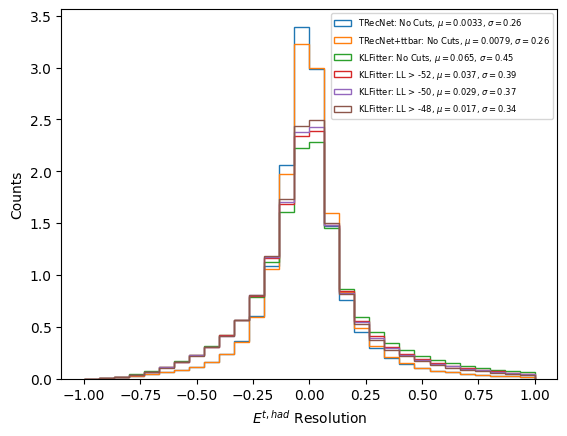 TRecNet: No Cuts, μ = 0.0033, σ = 0.26
TRecNet+ttbar: No Cuts, μ = 0.0079, σ = 0.26
KLFitter: No Cuts, μ = 0.065, σ = 0.45
KLFitter: LL > -52, μ = 0.037, σ = 0.39
KLFitter: LL > -50, μ = 0.029, σ = 0.37
KLFitter: LL > -48, μ = 0.017, σ = 0.34
3.5
3.0
2.5
2.0
1.5
1.0
0.5
0.0
Counts
−1.00 −0.75 −0.50 −0.25 0.00 0.25 0.50 0.75 1.00
E^{t, had} Resolution